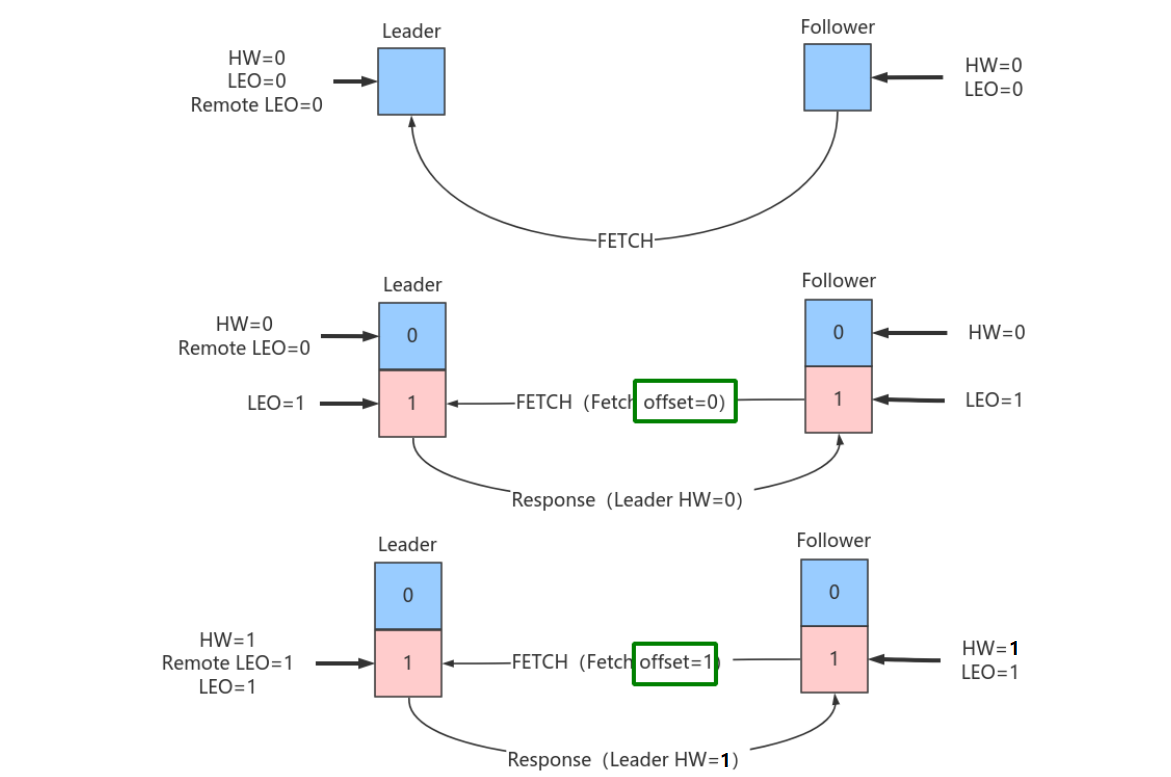 Leader
Follower
HW=0
LEO=0
Remote LEO=0
HW=0
LEO=0
FETCH
Leader
Follower
HW=0
Remote LEO=0
0
0
HW=0
LEO=1
1
FETCH（Fetch offset=0）
1
LEO=1
Response（Leader HW=0）
Leader
Follower
0
0
HW=1
Remote LEO=1
LEO=1
1
FETCH（Fetch offset=1）
1
HW=1
LEO=1
Response（Leader HW=1）